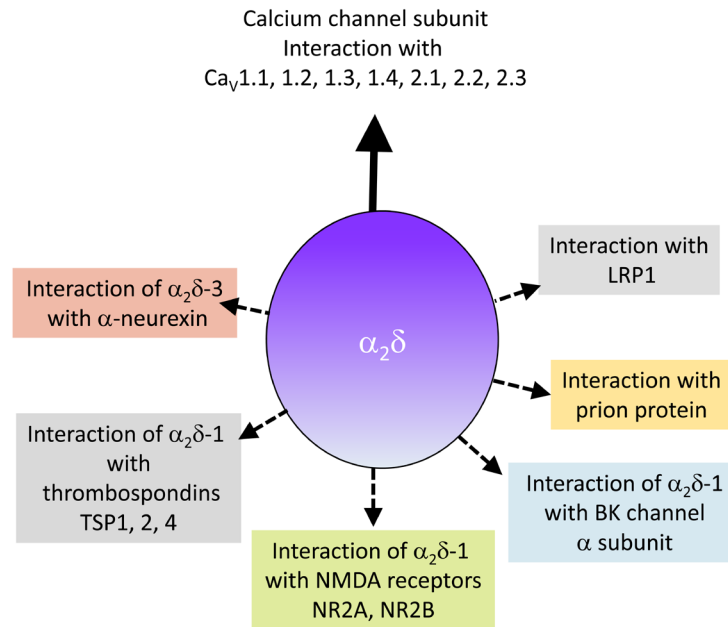 Calcium channel subunit
Interaction with
Caᵥ1.1, 1.2, 1.3, 1.4, 2.1, 2.2, 2.3
Interaction with
LRP1
Interaction of α₂δ-3
with α-neurexin
α₂δ
Interaction with
prion protein
Interaction of α₂δ-1
with
thrombospondins
TSP1, 2, 4
Interaction of α₂δ-1
with BK channel
α subunit
Interaction of α₂δ-1
with NMDA receptors
NR2A, NR2B